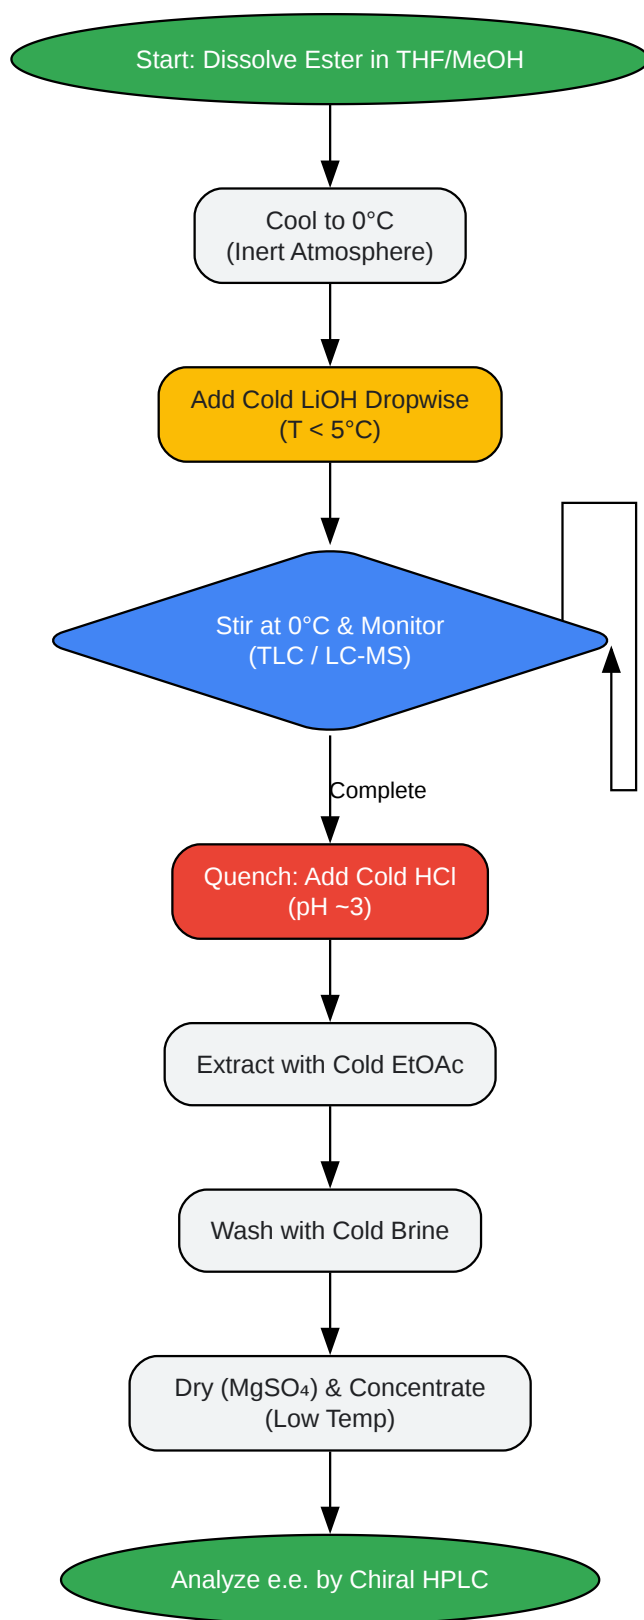 Start: Dissolve Ester in THF/MeOH
Cool to 0°C
(Inert Atmosphere)
Add Cold LiOH Dropwise
(T < 5°C)
Stir at 0°C & Monitor
(TLC / LC-MS)
Complete
Quench: Add Cold HCl
(pH ~3)
Extract with Cold EtOAc
Wash with Cold Brine
Dry (MgSO₄) & Concentrate
(Low Temp)
Analyze e.e. by Chiral HPLC